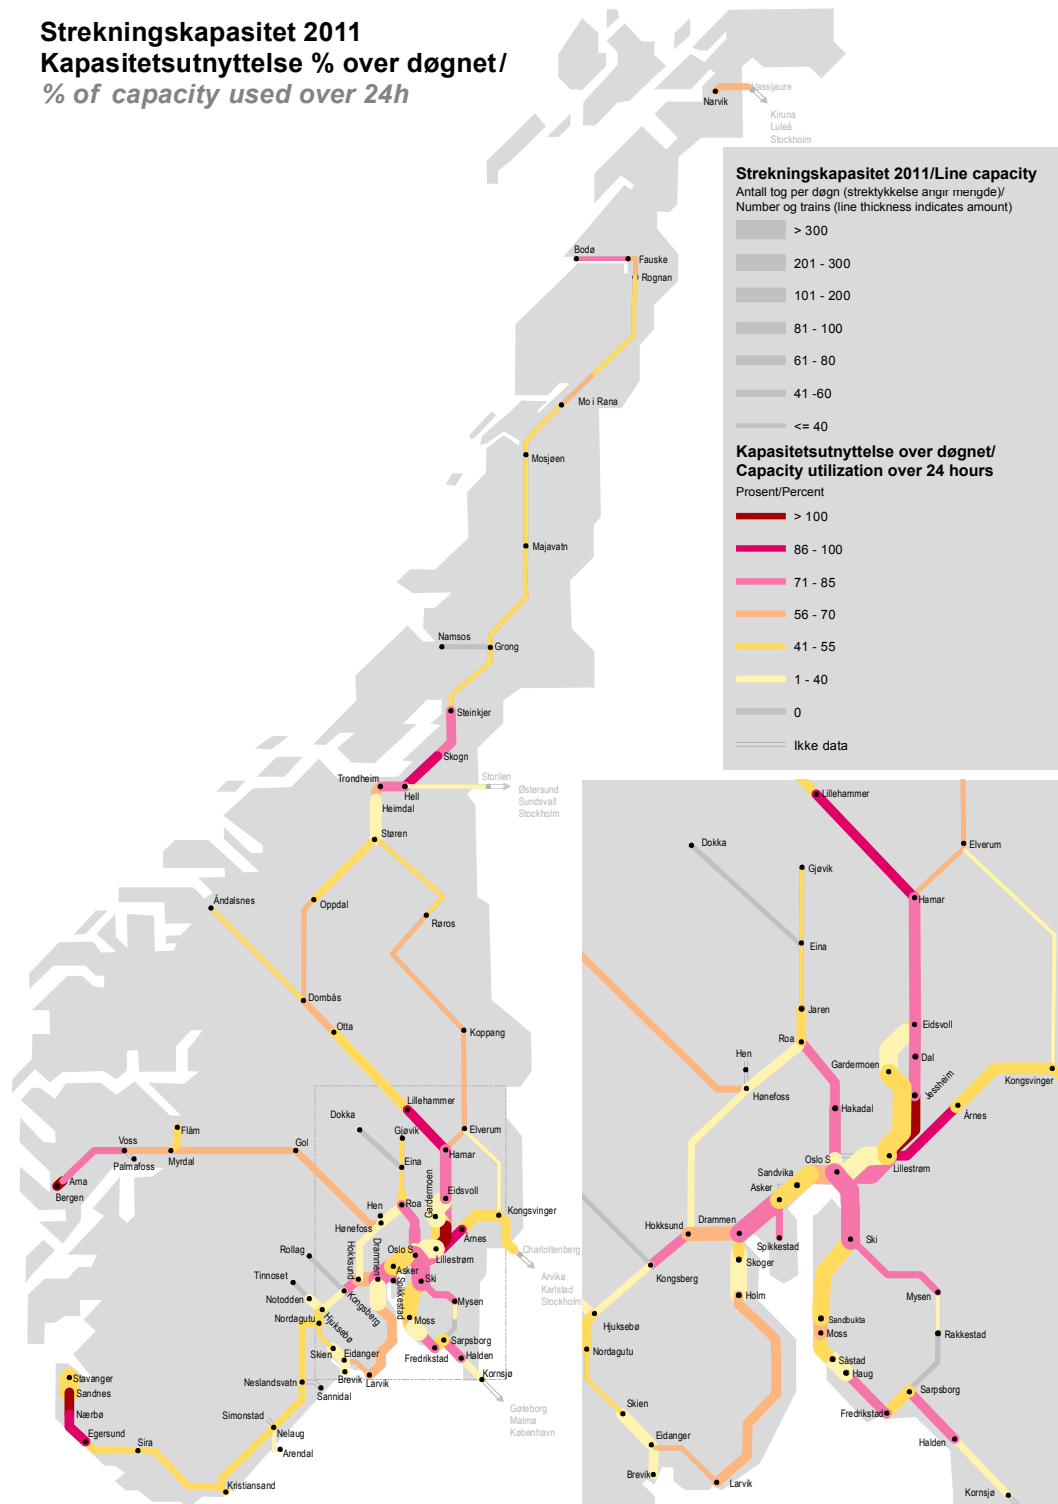 Strekningskapasitet 2011
Kapasitetsutnyttelse % over døgnet/
% of capacity used over 24h
Narvik
Vassijaure
Kiruna
Luleå
Stockholm
Strekningskapasitet 2011/Line capacity
Antall tog per døgn (strektykkelse angir mengde)/
Number og trains (line thickness indicates amount)
> 300
201 - 300
101 - 200
81 - 100
61 - 80
41 -60
<= 40
Kapasitetsutnyttelse over døgnet/
Capacity utilization over 24 hours
Prosent/Percent
> 100
86 - 100
71 - 85
56 - 70
41 - 55
1 - 40
0
Ikke data
Bodø
Fauske
Rognan
Mo i Rana
Mosjøen
Majavatn
Namsos
Grong
Steinkjer
Skogn
Trondheim
Hell
Storlien
Østersund
Sundsvall
Stockholm
Heimdal
Støren
Oppdal
Røros
Åndalsnes
Dombås
Otta
Koppang
Lillehammer
Dokka
Gjøvik
Elverum
Hamar
Eina
Flåm
Voss
Palmafoss
Myrdal
Gol
Arna
Bergen
Gardermoen
Eidsvoll
Roa
Hen
Hønefoss
Kongsvinger
Årnes
Oslo S
Lillestrøm
Charlottenberg
Arvika
Karlstad
Stockholm
Rollag
Hokksund
Drammen
Asker
Spikkestad
Ski
Tinnoset
Kongsberg
Notodden
Hjuksebø
Nordagutu
Mysen
Moss
Sarpsborg
Skien
Eidanger
Fredrikstad
Halden
Brevik
Larvik
Kornsjø
Neslandsvatn
Sannidal
Gøteborg
Malmø
København
Stavanger
Sandnes
Nærbø
Egersund
Sira
Simonstad
Nelaug
Arendal
Kristiansand
Lillehammer
Dokka
Elverum
Gjøvik
Hamar
Eina
Jaren
Roa
Eidsvoll
Hen
Gardermoen
Dal
Kongsvinger
Hønefoss
Jessheim
Hakadal
Årnes
Oslo S
Lillestrøm
Sandvika
Asker
Hokksund
Drammen
Spikkestad
Ski
Skoger
Kongsberg
Holm
Mysen
Hjuksebø
Sandbukta
Moss
Rakkestad
Nordagutu
Såstad
Haug
Sarpsborg
Skien
Fredrikstad
Eidanger
Halden
Brevik
Larvik
Kornsjø